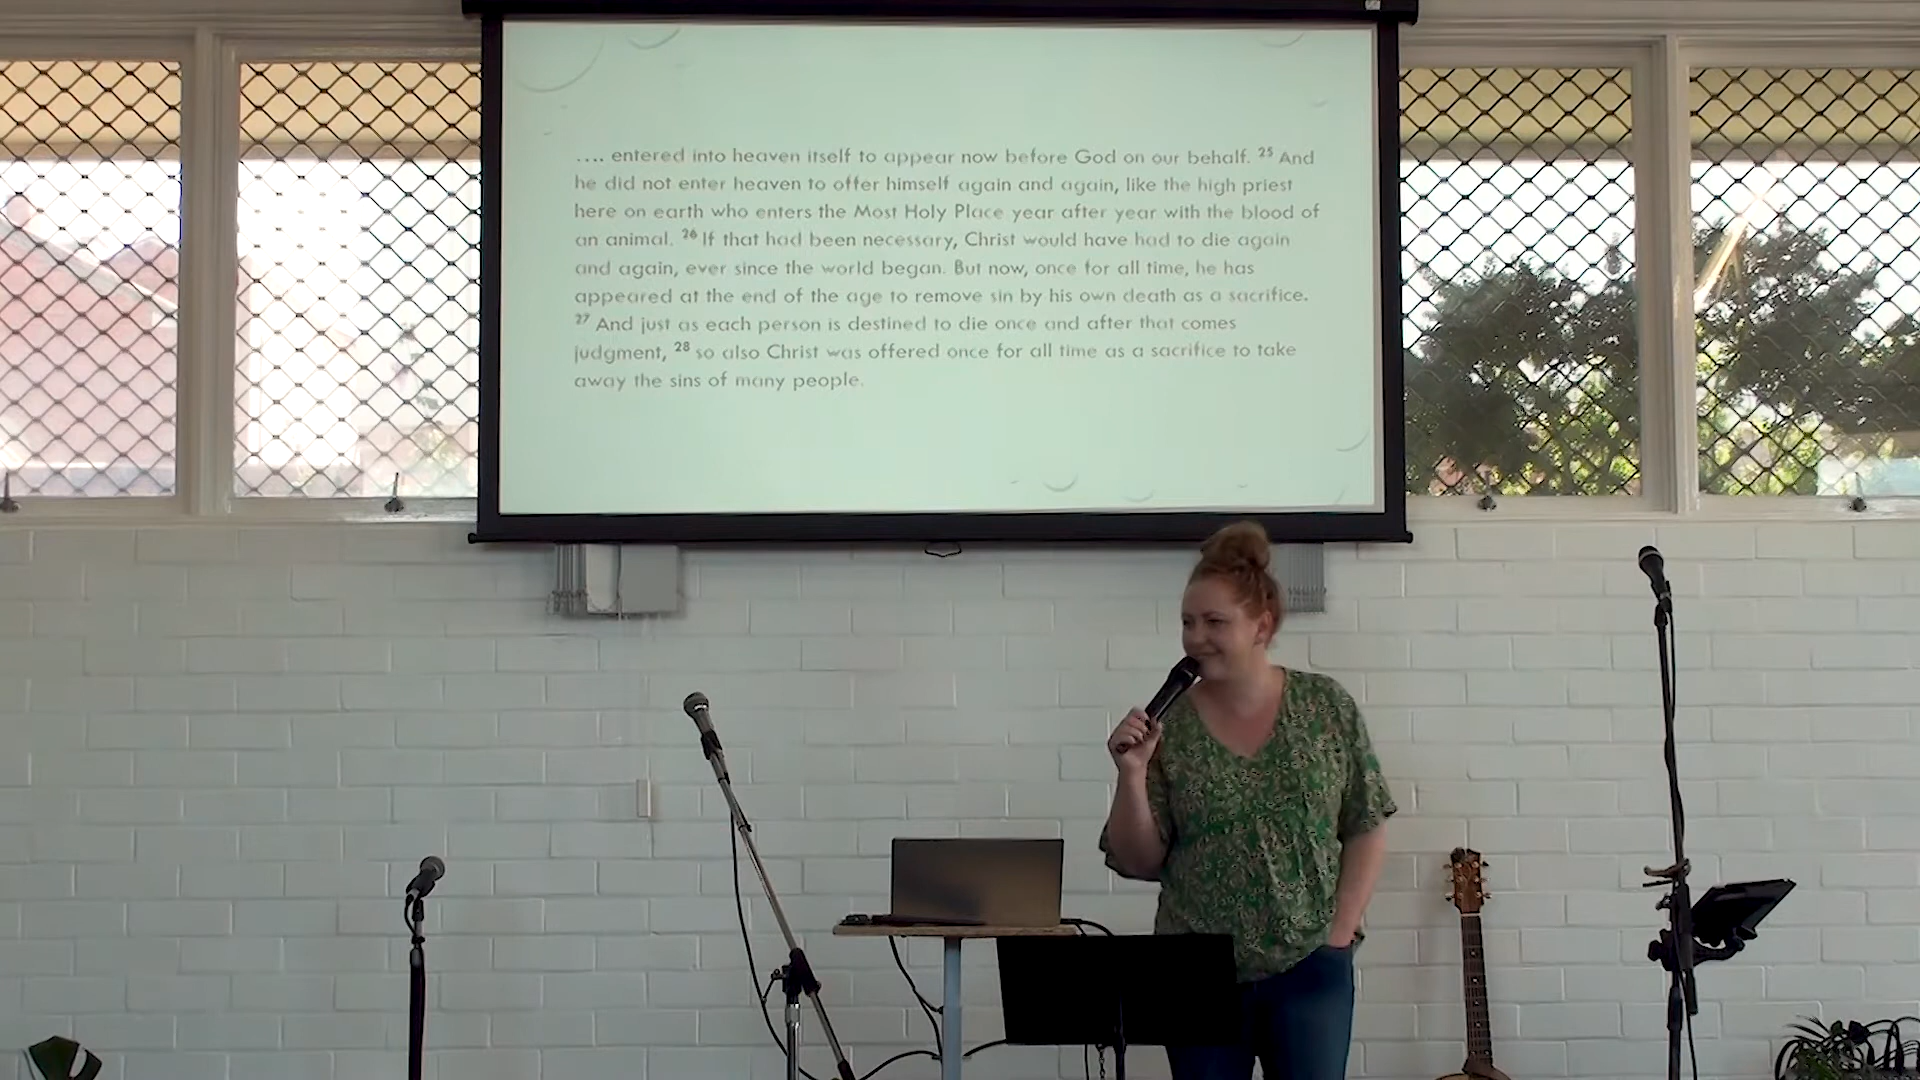 .... entered into heaven itself to appear now before God on our behalf. 25 And
he did not enter heaven to offer himself again and again, like the high priest
here on earth who enters the Most Holy Place year after year with the blood of
an animal. 26 If that had been necessary, Christ would have had to die again
and again, ever since the world began. But now, once for all time, he has
appeared at the end of the age to remove sin by his own death as a sacrifice.
27 And just as each person is destined to die once and after that comes
judgment, 28 so also Christ was offered once for all time as a sacrifice to take
away the sins of many people.